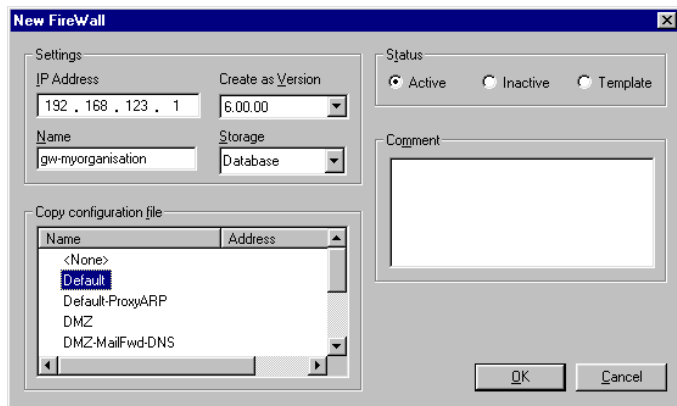 New FireWall
Settings
IP Address
Create as Version
192 . 168 . 123 . 1
6.00.00
Name
Storage
gw-myorganisation
Database
Copy configuration file
Name Address
<None>
Default
Default-ProxyARP
DMZ
DMZ-MailFwd-DNS
Status
Active Inactive Template
Comment
OK Cancel